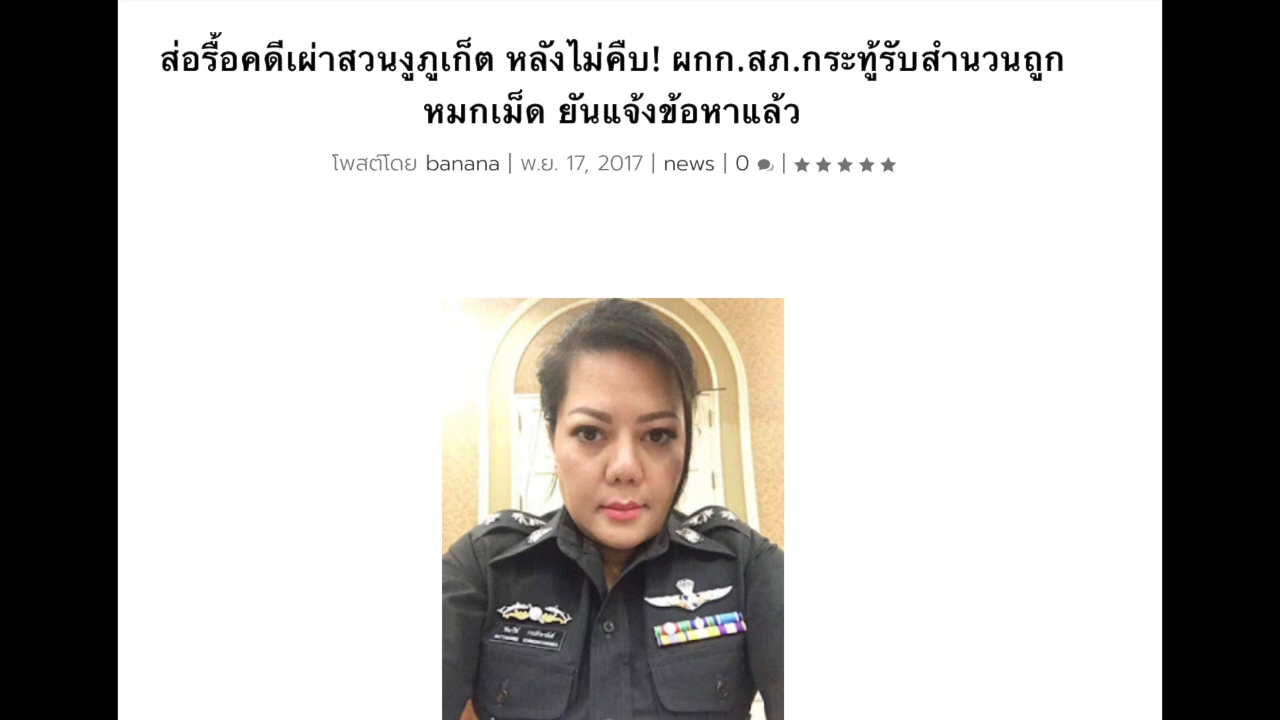 ส่อรื้อคดีเผ่าสวนงูภูเก็ต หลังไม่คืบ! ผกก.สภ.กระทู้รับสำนวนถูก
หมกเม็ด ยันแจ้งข้อหาแล้ว
โพสต์โดย banana | พ.ย. 17, 2017 | news | 0 |